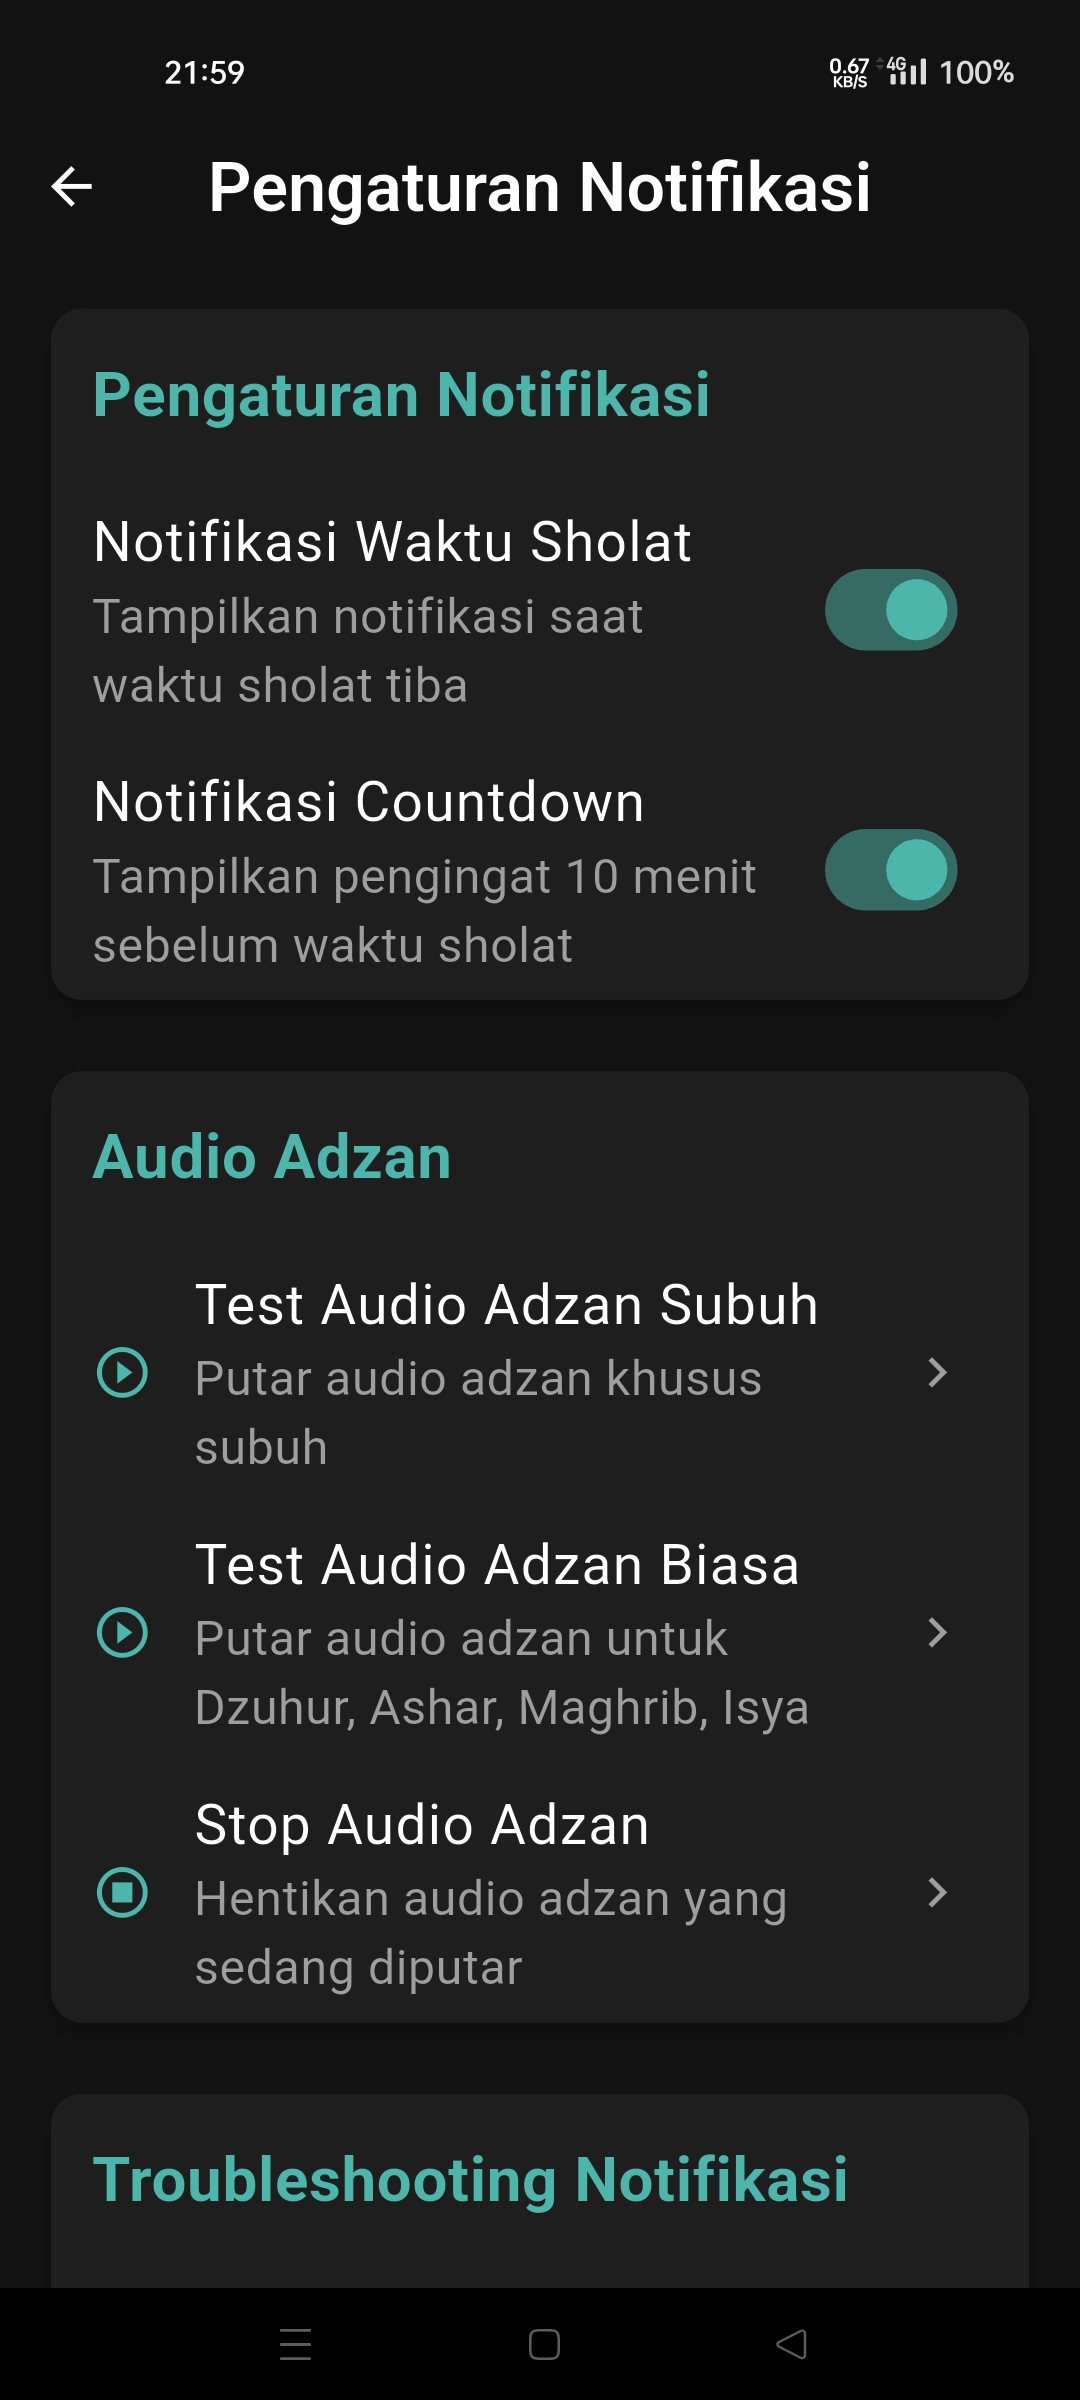 21:59
0.67 KB/S 4G 100%
Pengaturan Notifikasi
Pengaturan Notifikasi
Notifikasi Waktu Sholat
Tampilkan notifikasi saat
waktu sholat tiba
Notifikasi Countdown
Tampilkan pengingat 10 menit
sebelum waktu sholat
Audio Adzan
Test Audio Adzan Subuh
Putar audio adzan khusus
subuh
Test Audio Adzan Biasa
Putar audio adzan untuk
Dzuhur, Ashar, Maghrib, Isya
Stop Audio Adzan
Hentikan audio adzan yang
sedang diputar
Troubleshooting Notifikasi